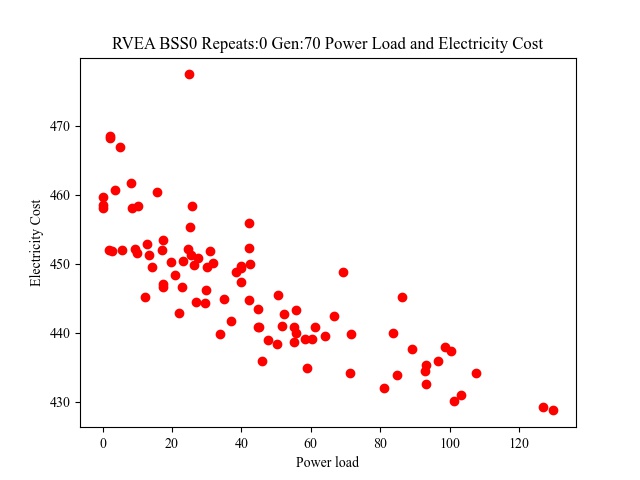 RVEA BSS0 Repeats:0 Gen:70 Power Load and Electricity Cost
470
460
450
440
430
Electricity Cost
0 20 40 60 80 100 120
Power load